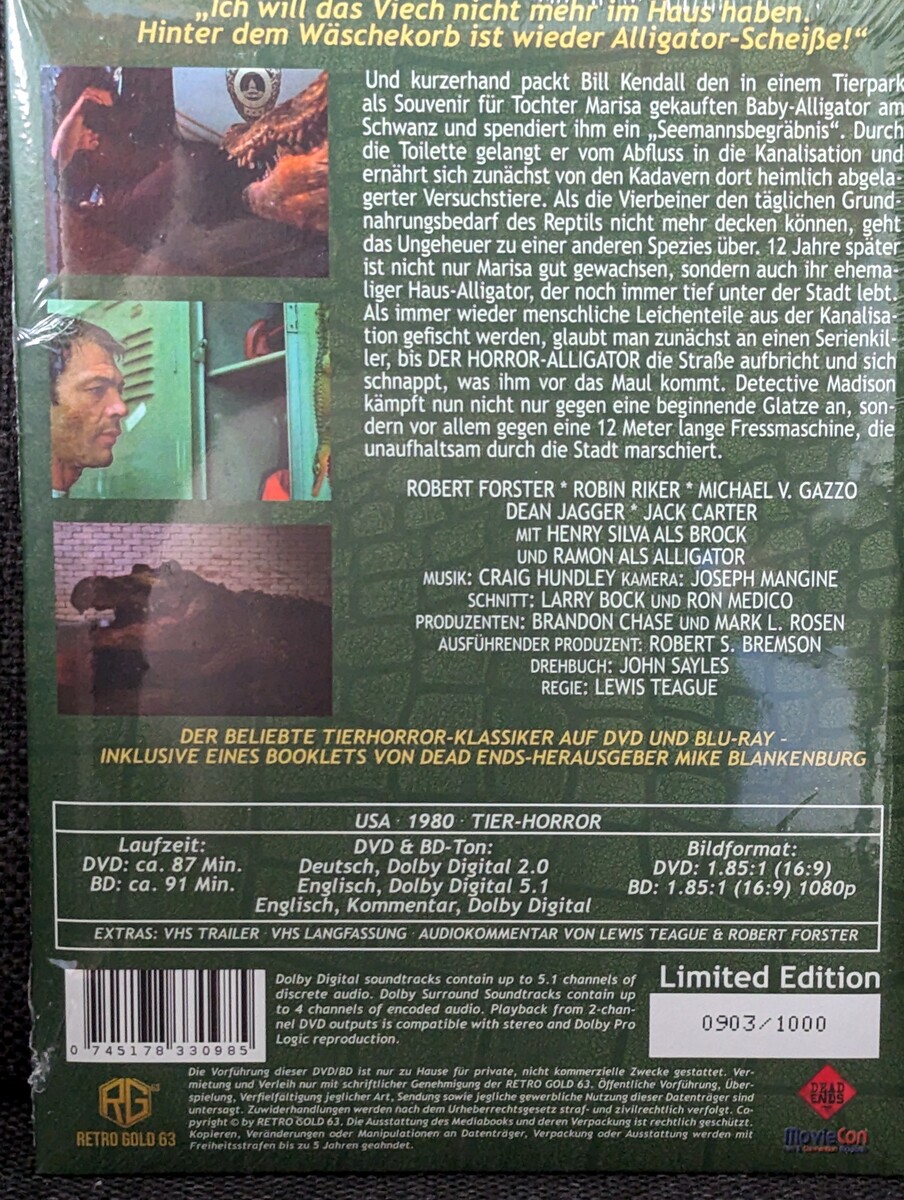 „Ich will das Viech nicht mehr im Haus haben.
Hinter dem Wäschekorb ist wieder Alligator-Scheiße!“
Und kurzerhand packt Bill Kendall den in einem Tierpark
als Souvenir für Tochter Marisa gekauften Baby-Alligator am
Schwanz und spendiert ihm ein „Seemannsbegräbnis“. Durch
die Toilette gelangt er vom Abfluss in die Kanalisation und
ernährt sich zunächst von den Kadavern dort heimlich abgela-
gerter Versuchstiere. Als die Vierbeiner den täglichen Grund-
nahrungsbedarf des Reptils nicht mehr decken können, geht
das Ungeheuer zu einer anderen Spezies über. 12 Jahre später
ist nicht nur Marisa gut gewachsen, sondern auch ihr ehema-
liger Haus-Alligator, der noch immer tief unter der Stadt lebt.
Als immer wieder menschliche Leichenteile aus der Kanalisa-
tion gefischt werden, glaubt man zunächst an einen Serienkil-
ler, bis DER HORROR-ALLIGATOR die Straße aufbricht und sich
schnappt, was ihm vor das Maul kommt. Detective Madison
kämpft nun nicht nur gegen eine beginnende Glatze an, son-
dern vor allem gegen eine 12 Meter lange Fressmaschine, die
unaufhaltsam durch die Stadt marschiert.
ROBERT FORSTER * ROBIN RIKER * MICHAEL V. GAZZO
DEAN JAGGER * JACK CARTER
MIT HENRY SILVA ALS BROCK
UND RAMON ALS ALLIGATOR
MUSIK: CRAIG HUNDLEY KAMERA: JOSEPH MANGINE
SCHNITT: LARRY BOCK UND RON MEDICO
PRODUZENTEN: BRANDON CHASE UND MARK L. ROSEN
AUSFÜHRENDER PRODUZENT: ROBERT S. BREMSON
DREHBUCH: JOHN SAYLES
REGIE: LEWIS TEAGUE
DER BELIEBTE TIERHORROR-KLASSIKER AUF DVD UND BLU-RAY -
INKLUSIVE EINES BOOKLETS VON DEAD ENDS-HERAUSGEBER MIKE BLANKENBURG
USA · 1980 · TIER-HORROR
Laufzeit:
DVD: ca. 87 Min.
BD: ca. 91 Min.
DVD & BD-Ton:
Deutsch, Dolby Digital 2.0
Englisch, Dolby Digital 5.1
Englisch, Kommentar, Dolby Digital
Bildformat:
DVD: 1.85:1 (16:9)
BD: 1.85:1 (16:9) 1080p
EXTRAS: VHS TRAILER · VHS LANGFASSUNG · AUDIOKOMMENTAR VON LEWIS TEAGUE & ROBERT FORSTER
0 745178 330985
Dolby Digital soundtracks contain up to 5.1 channels of
discrete audio. Dolby Surround Soundtracks contain up
to 4 channels of encoded audio. Playback from 2-chan-
nel DVD outputs is compatible with stereo and Dolby Pro
Logic reproduction.
Limited Edition
0903/1000
RG 63
RETRO GOLD 63
Die Vorführung dieser DVD/BD ist nur zu Hause für private, nicht kommerzielle Zwecke gestattet. Ver-
mietung und Verleih nur mit schriftlicher Genehmigung der RETRO GOLD 63. Öffentliche Vorführung, Über-
spielung, Verfielfältigung jeglicher Art, Sendung sowie jegliche gewerbliche Nutzung dieser Datenträger sind
untersagt. Zuwiderhandlungen werden nach dem Urheberrechtsgesetz straf- und zivilrechtlich verfolgt. Co-
pyright © by RETRO GOLD 63. Die Ausstattung des Mediabooks und deren Verpackung ist rechtlich geschützt.
Kopieren, Veränderungen oder Manipulationen an Datenträger, Verpackung oder Ausstattung werden mit
Freiheitsstrafen bis zu 5 Jahren geahndet.
DEAD
ENDS
MovieCon